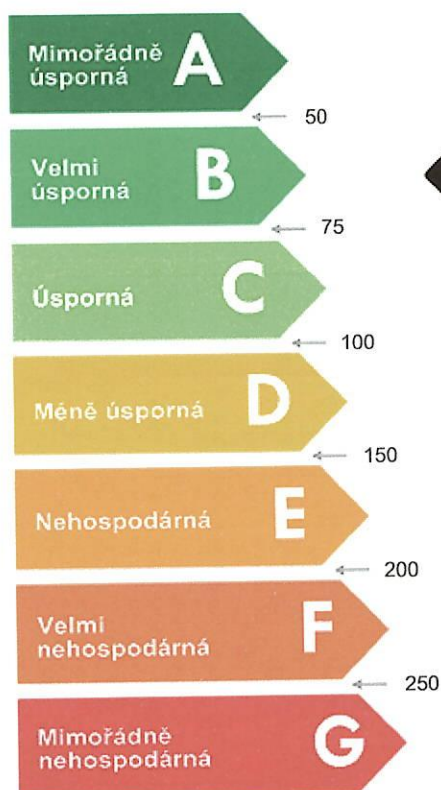 Mimořádně
úsporná
A
50
Velmi
úsporná
B
75
Úsporná
C
100
Méně úsporná
D
150
Nehospodárná
E
200
Velmi
nehospodárná
F
250
Mimořádně
nehospodárná
G